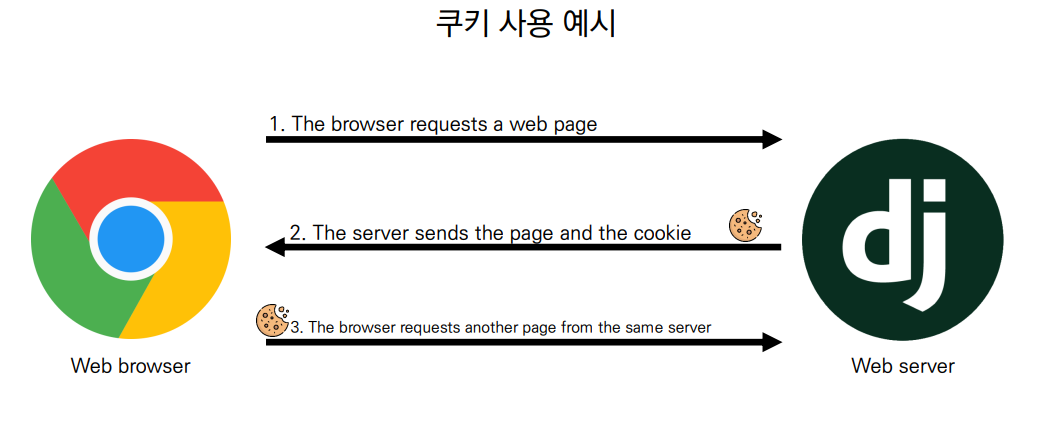 쿠키 사용 예시
1. The browser requests a web page
dj
2. The server sends the page and the cookie
3. The browser requests another page from the same server
Web browser
Web server